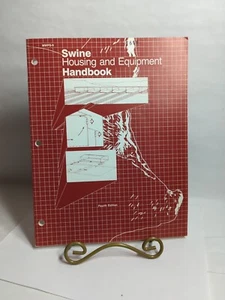 Swine
Housing and Equipment
Handbook